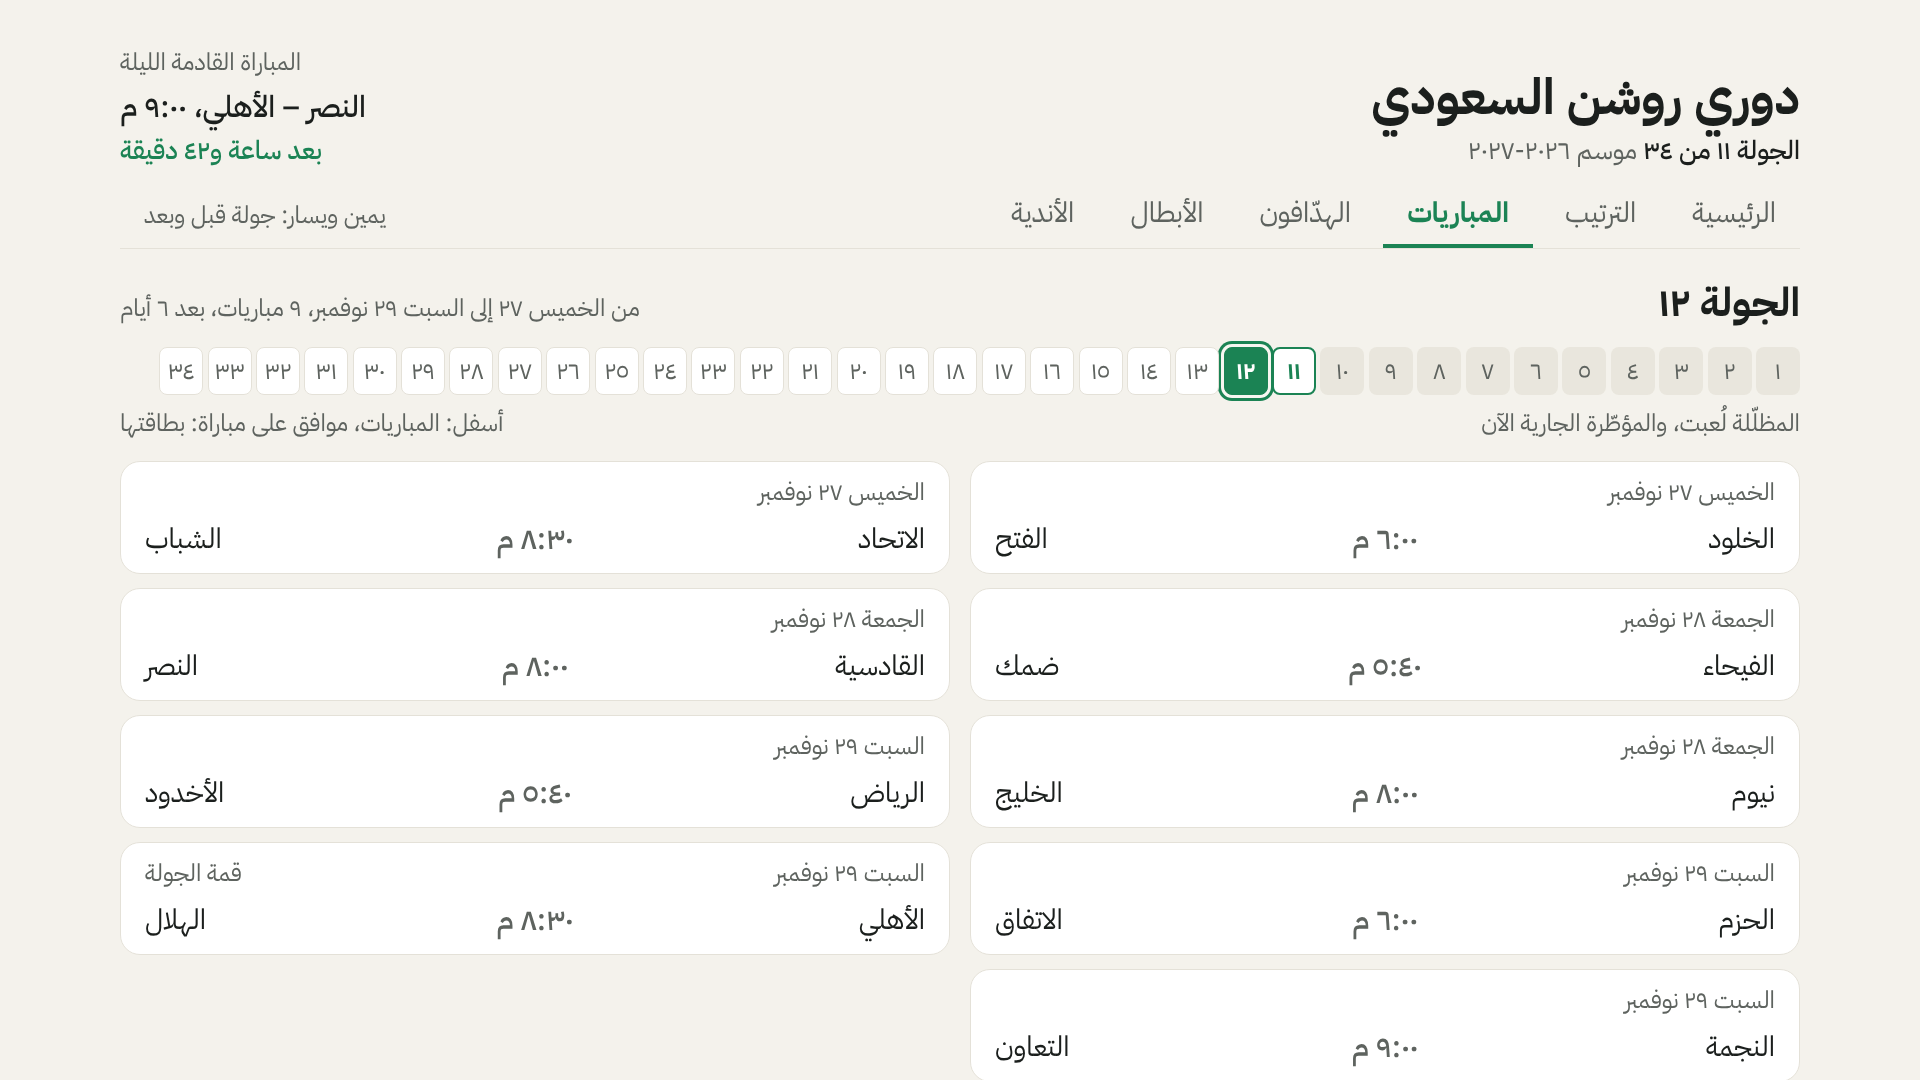 دوري روشن السعودي
الجولة ١١ من ٣٤ موسم ٢٠٢٦-٢٠٢٧
المباراة القادمة الليلة
النصر – الأهلي، ٩:٠٠ م
بعد ساعة و٤٢ دقيقة
الرئيسية الترتيب المباريات الهدّافون الأبطال الأندية
يمين ويسار: جولة قبل وبعد
الجولة ١٢
من الخميس ٢٧ إلى السبت ٢٩ نوفمبر، ٩ مباريات، بعد ٦ أيام
١ ٢ ٣ ٤ ٥ ٦ ٧ ٨ ٩ ١٠ ١١ ١٢ ١٣ ١٤ ١٥ ١٦ ١٧ ١٨ ١٩ ٢٠ ٢١ ٢٢ ٢٣ ٢٤ ٢٥ ٢٦ ٢٧ ٢٨ ٢٩ ٣٠ ٣١ ٣٢ ٣٣ ٣٤
المظلّلة لُعبت، والمؤطّرة الجارية الآن
أسفل: المباريات، موافق على مباراة: بطاقتها
الخميس ٢٧ نوفمبر
الخلود ٦:٠٠ م الفتح
الخميس ٢٧ نوفمبر
الاتحاد ٨:٣٠ م الشباب
الجمعة ٢٨ نوفمبر
الفيحاء ٥:٤٠ م ضمك
الجمعة ٢٨ نوفمبر
القادسية ٨:٠٠ م النصر
الجمعة ٢٨ نوفمبر
نيوم ٨:٠٠ م الخليج
السبت ٢٩ نوفمبر
الرياض ٥:٤٠ م الأخدود
السبت ٢٩ نوفمبر
الحزم ٦:٠٠ م الاتفاق
السبت ٢٩ نوفمبر قمة الجولة
الأهلي ٨:٣٠ م الهلال
السبت ٢٩ نوفمبر
النجمة ٩:٠٠ م التعاون